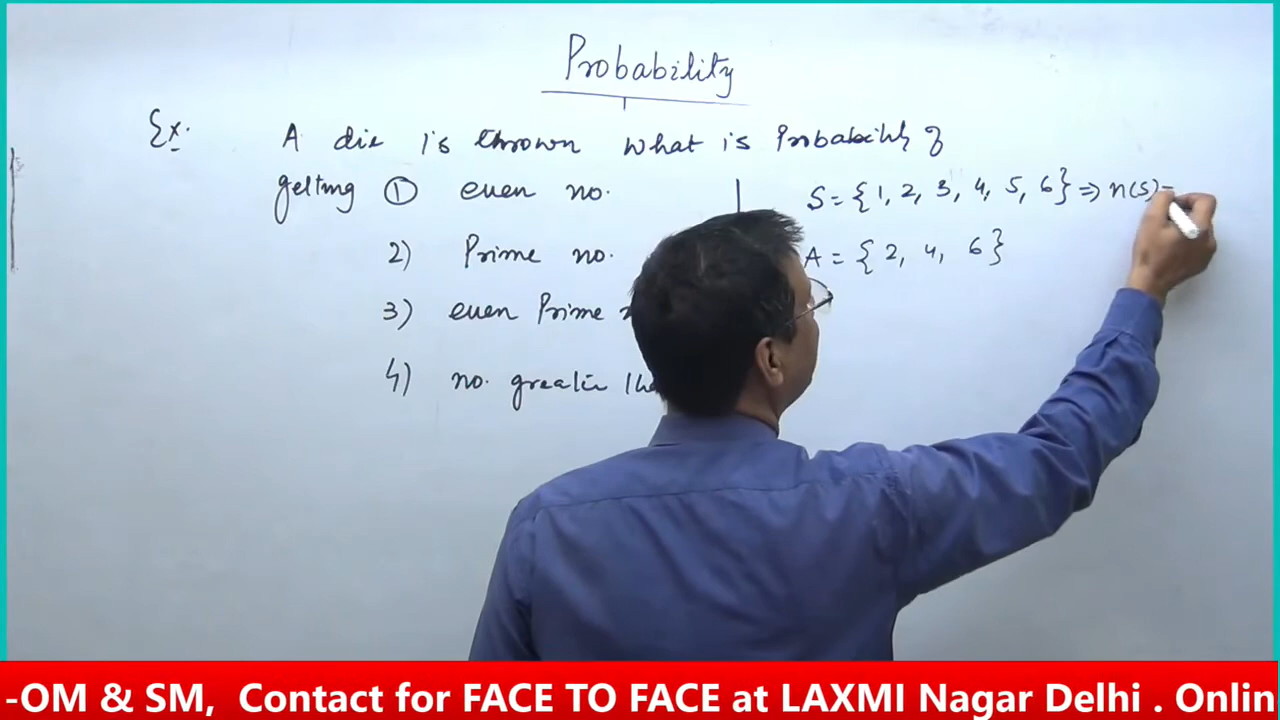 Probability
Ex. A die is thrown what is Probability of
getting ① even no.
S = {1, 2, 3, 4, 5, 6} ⇒ n(S) =
2) Prime no.
A = {2, 4, 6}
3) even Prime
4) no. greater
-OM & SM, Contact for FACE TO FACE at LAXMI Nagar Delhi . Onlin